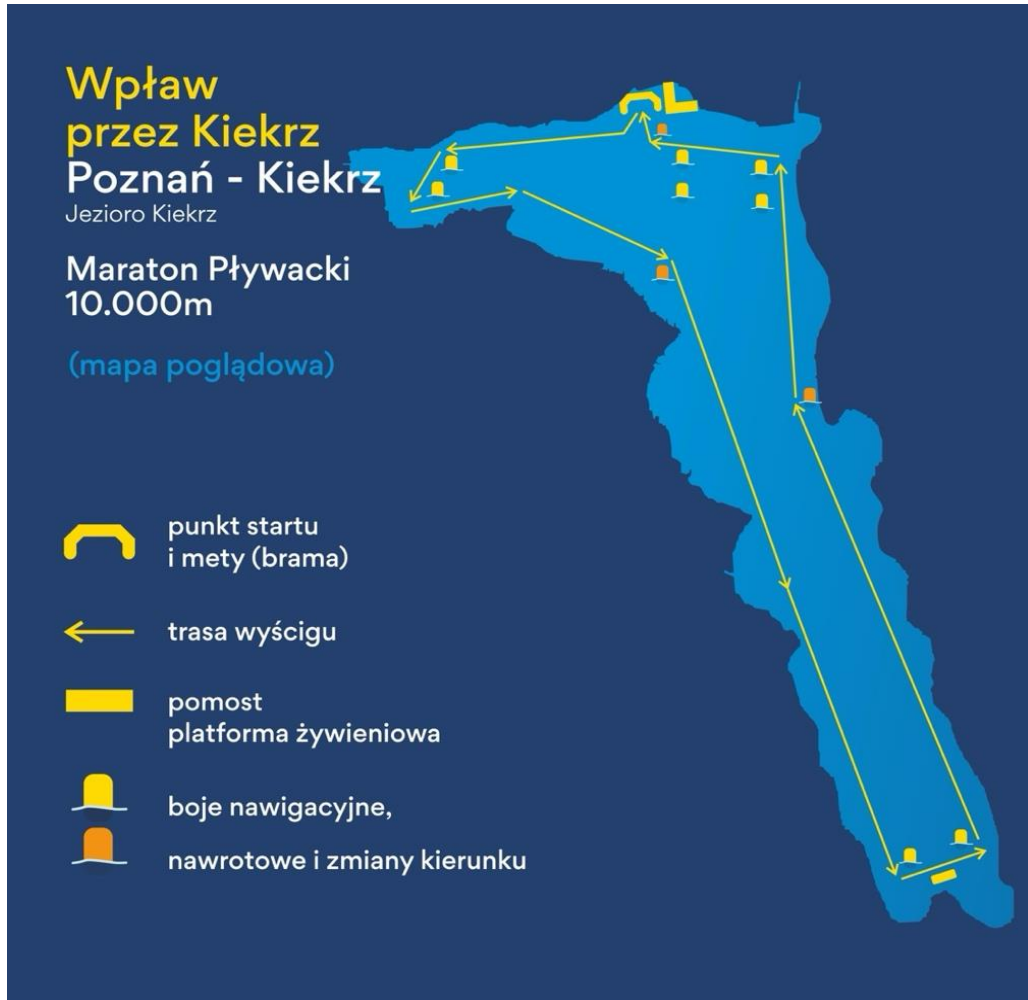 Wpław
przez Kiekrz
Poznań - Kiekrz
Jezioro Kiekrz
Maraton Pływacki
10.000m
(mapa poglądowa)
punkt startu
i mety (brama)
trasa wyścigu
pomost
platforma żywieniowa
boje nawigacyjne,
nawrotowe i zmiany kierunku